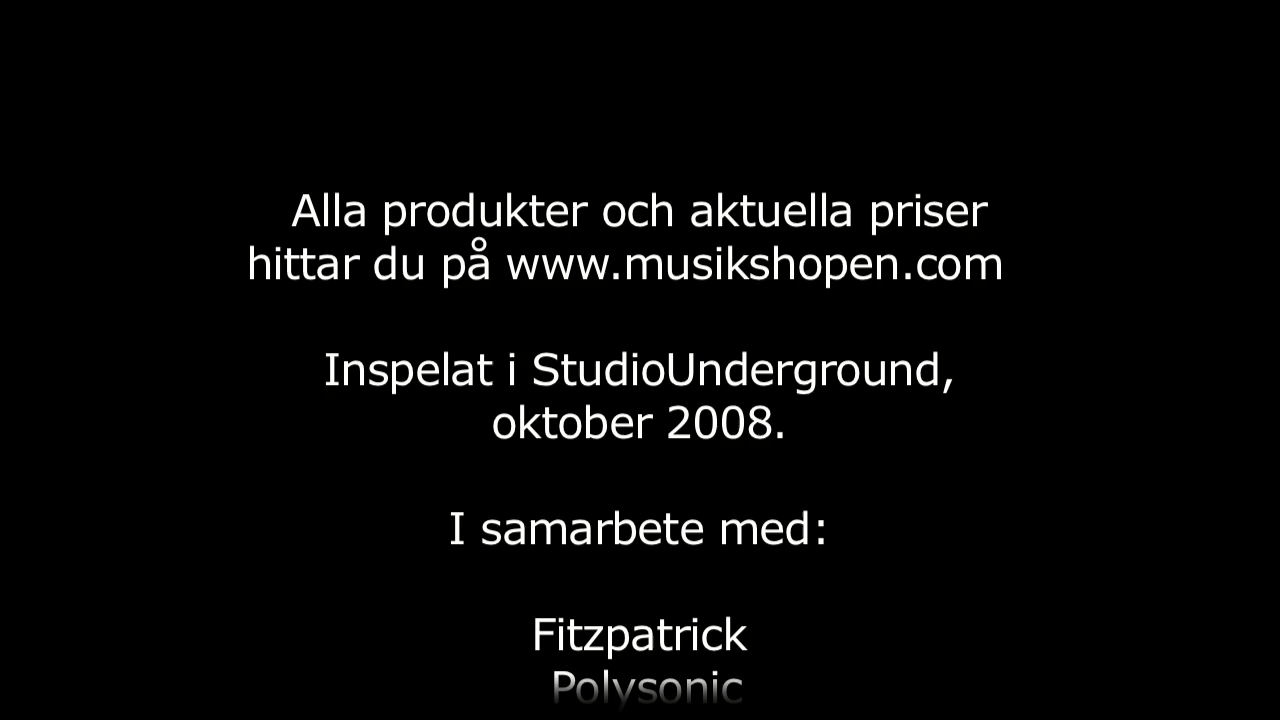 Alla produkter och aktuella priser
hittar du på www.musikshopen.com
Inspelat i StudioUnderground,
oktober 2008.
I samarbete med:
Fitzpatrick
Polysonic